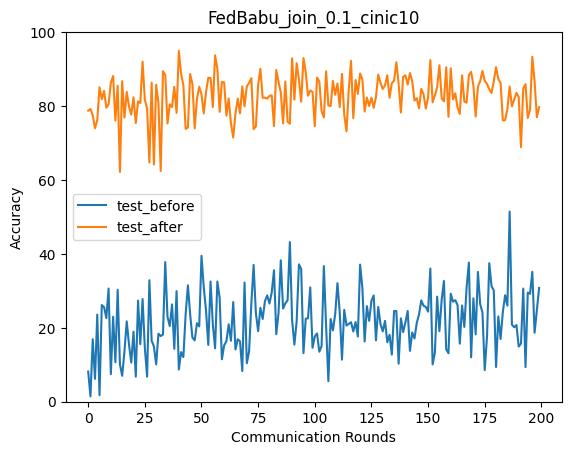 FedBabu_join_0.1_cinic10
100
80
60
40
20
0
Accuracy
test_before
test_after
0 25 50 75 100 125 150 175 200
Communication Rounds